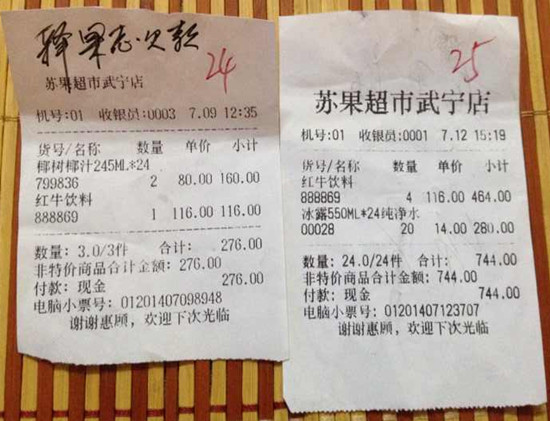 24
苏果超市武宁店
机号:01 收银员:0003 7.09 12:35
货号/名称 数量 单价 小计
椰树椰汁245ML*24
799836 2 80.00 160.00
红牛饮料
888869 1 116.00 116.00
数量: 3.0/3件 合计: 276.00
非特价商品合计金额: 276.00
付款: 现金 276.00
电脑小票号: 01201407098948
谢谢惠顾，欢迎下次光临
25
苏果超市武宁店
机号:01 收银员:0001 7.12 15:19
货号/名称 数量 单价 小计
红牛饮料
888869 4 116.00 464.00
冰露550ML*24纯净水
00028 20 14.00 280.00
数量: 24.0/24件 合计: 744.00
非特价商品合计金额: 744.00
付款: 现金 744.00
电脑小票号: 01201407123707
谢谢惠顾，欢迎下次光临